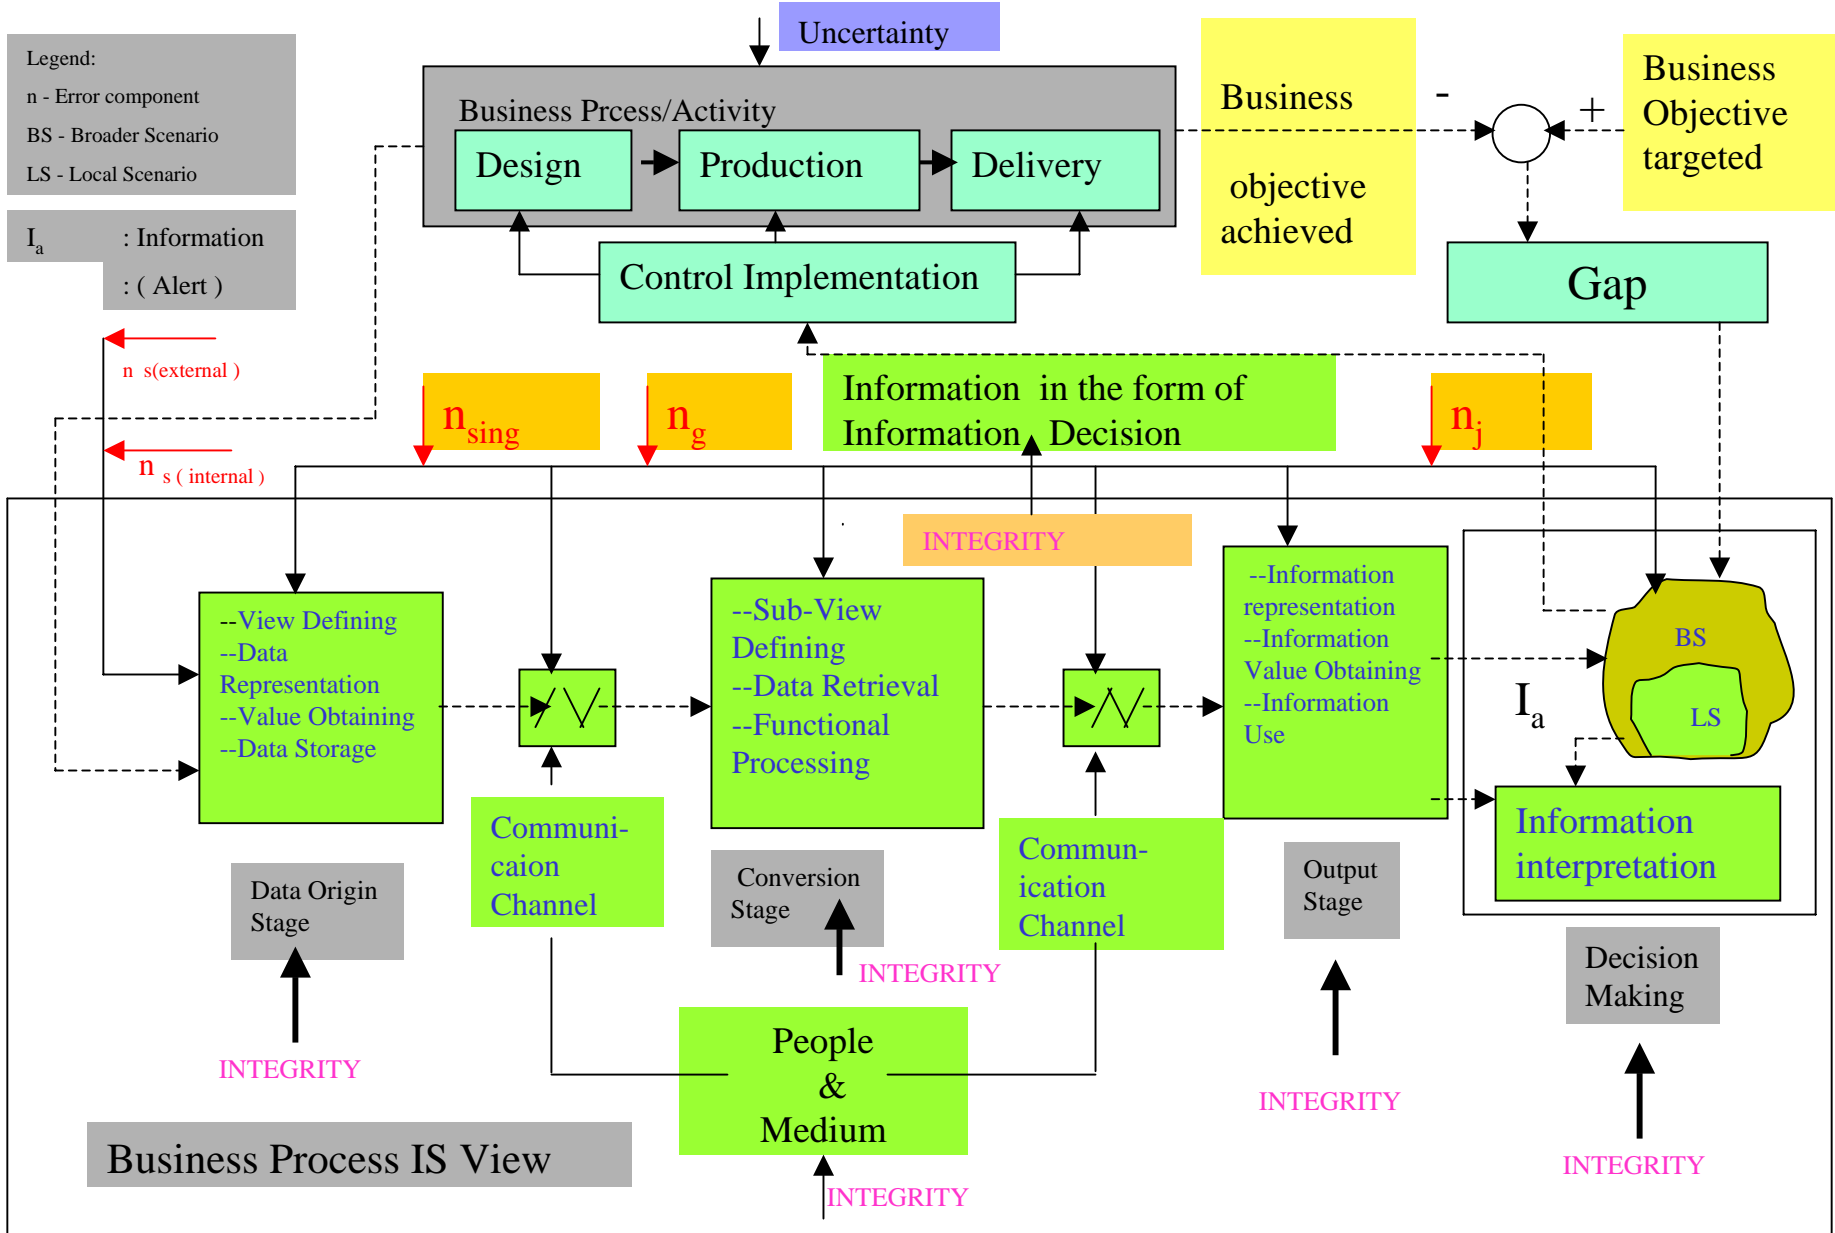 Uncertainty
Legend:
n - Error component
BS - Broader Scenario
LS - Local Scenario
Ia : Information
: ( Alert )
Business Prcess/Activity
Design
Production
Delivery
Control Implementation
Business
objective
achieved
-
+
Business
Objective
targeted
Gap
n s(external )
n s ( internal )
nsing
ng
Information in the form of
Information Decision
nj
INTEGRITY
--View Defining
--Data
Representation
--Value Obtaining
--Data Storage
--Sub-View
Defining
--Data Retrieval
--Functional
Processing
--Information
representation
--Information
Value Obtaining
--Information
Use
BS
LS
Ia
Information
interpretation
Communi-
caion
Channel
Commun-
ication
Channel
Data Origin
Stage
Conversion
Stage
Output
Stage
Decision
Making
INTEGRITY
INTEGRITY
INTEGRITY
INTEGRITY
People
&
Medium
INTEGRITY
Business Process IS View